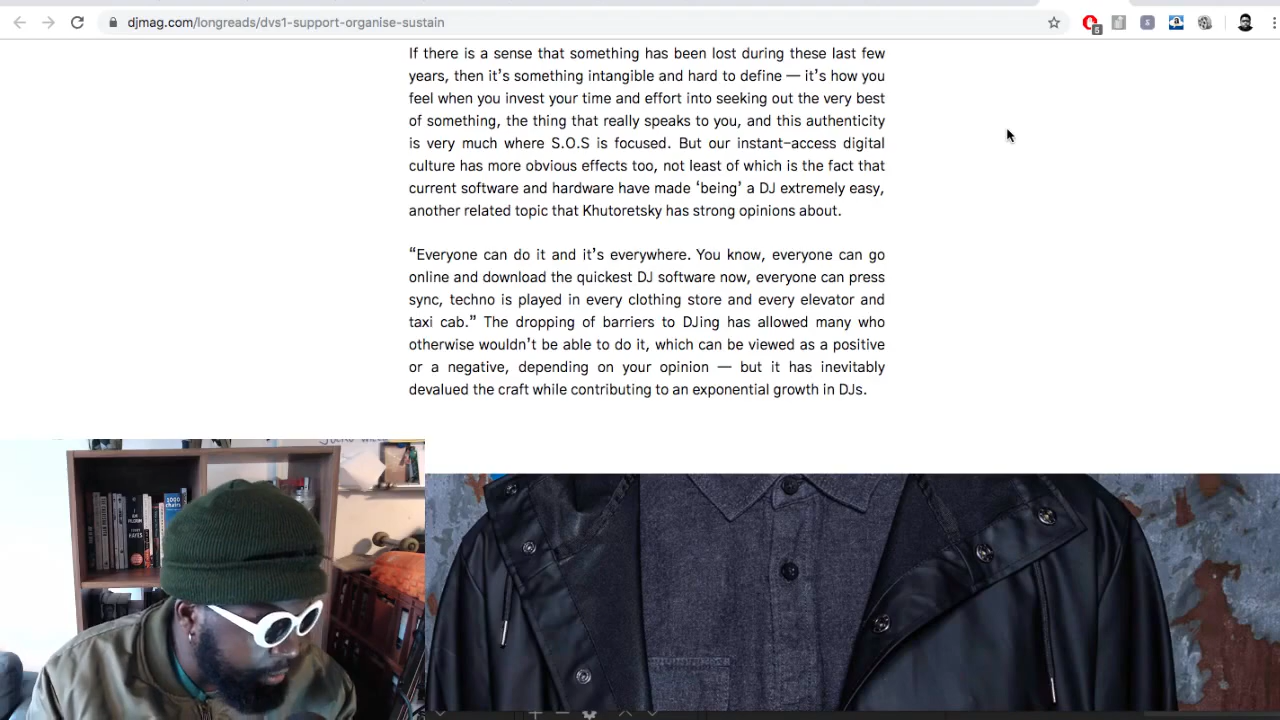 djmag.com/longreads/dvs1-support-organise-sustain
5
If there is a sense that something has been lost during these last few
years, then it’s something intangible and hard to define — it’s how you
feel when you invest your time and effort into seeking out the very best
of something, the thing that really speaks to you, and this authenticity
is very much where S.O.S is focused. But our instant-access digital
culture has more obvious effects too, not least of which is the fact that
current software and hardware have made ‘being’ a DJ extremely easy,
another related topic that Khutoretsky has strong opinions about.
“Everyone can do it and it’s everywhere. You know, everyone can go
online and download the quickest DJ software now, everyone can press
sync, techno is played in every clothing store and every elevator and
taxi cab.” The dropping of barriers to DJing has allowed many who
otherwise wouldn’t be able to do it, which can be viewed as a positive
or a negative, depending on your opinion — but it has inevitably
devalued the craft while contributing to an exponential growth in DJs.
I AM
PILGRIM
TERRY
HAYES
1000
chairs